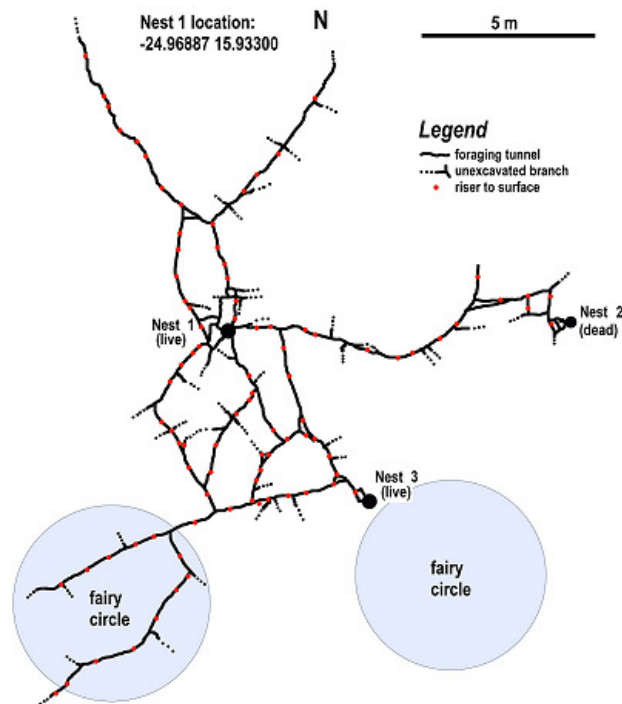 Nest 1 location:
-24.96887 15.93300
N
5 m
Legend
foraging tunnel
unexcavated branch
riser to surface
Nest 1
(live)
Nest 2
(dead)
Nest 3
(live)
fairy
circle
fairy
circle